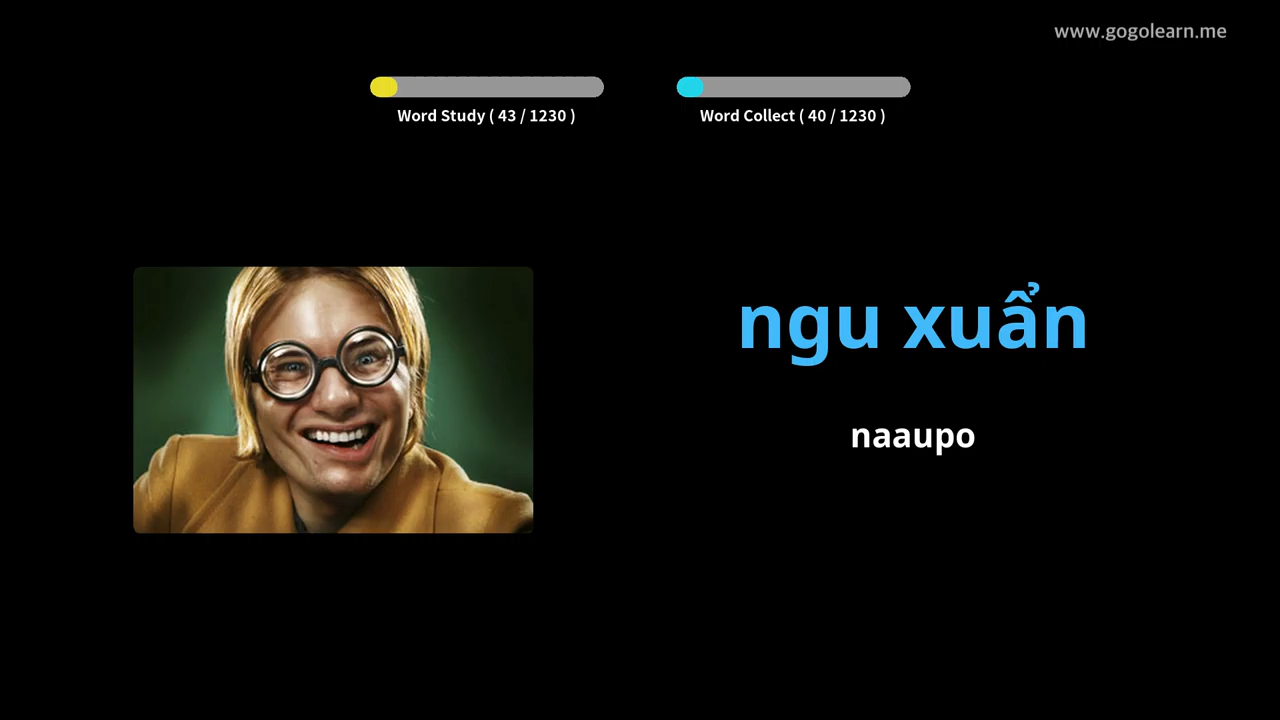 www.gogolearn.me
Word Study ( 43 / 1230 )
Word Collect ( 40 / 1230 )
ngu xuẩn
naaupo